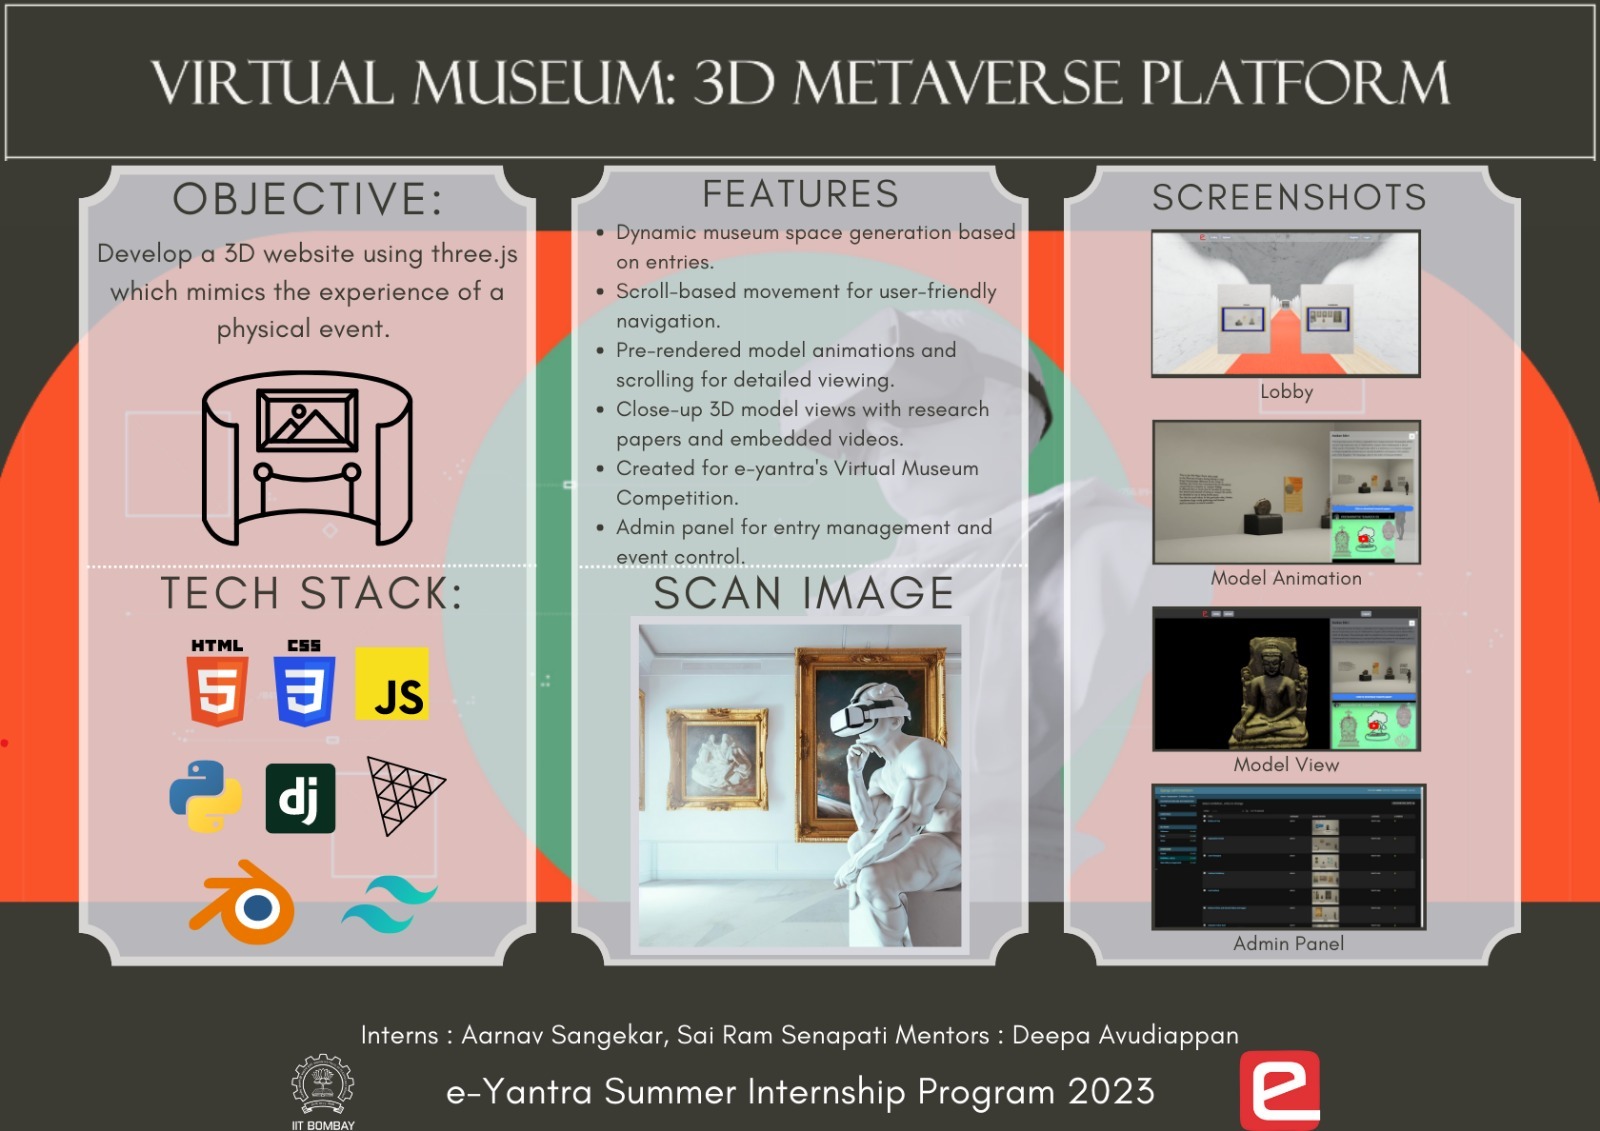 VIRTUAL MUSEUM: 3D METAVERSE PLATFORM
OBJECTIVE:
Develop a 3D website using three.js
which mimics the experience of a
physical event.
TECH STACK:
HTML
5
CSS
3
JS
dj
FEATURES
• Dynamic museum space generation based
on entries.
• Scroll-based movement for user-friendly
navigation.
• Pre-rendered model animations and
scrolling for detailed viewing.
• Close-up 3D model views with research
papers and embedded videos.
• Created for e-yantra's Virtual Museum
Competition.
• Admin panel for entry management and
event control.
SCAN IMAGE
SCREENSHOTS
Lobby
Model Animation
Model View
Admin Panel
Interns : Aarnav Sangekar, Sai Ram Senapati Mentors : Deepa Avudiappan
e-Yantra Summer Internship Program 2023
IIT BOMBAY
e